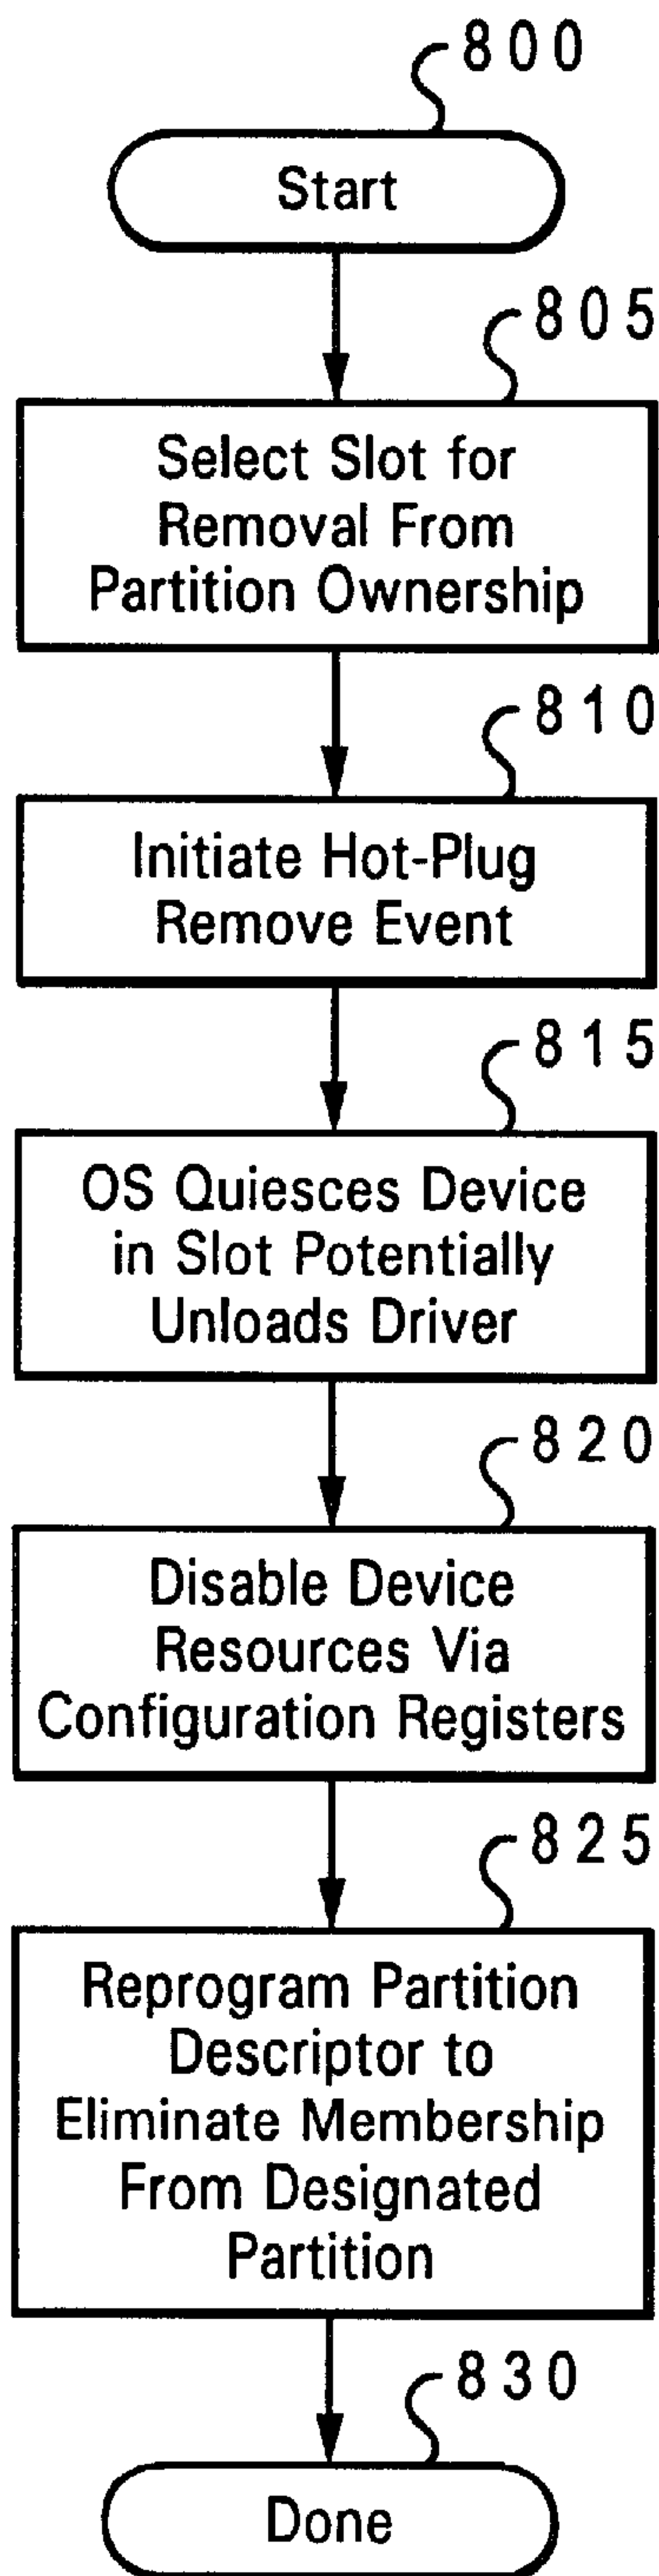 800
Start
805
Select Slot for
Removal From
Partition Ownership
810
Initiate Hot-Plug
Remove Event
815
OS Quiesces Device
in Slot Potentially
Unloads Driver
820
Disable Device
Resources Via
Configuration Registers
825
Reprogram Partition
Descriptor to
Eliminate Membership
From Designated
Partition
830
Done